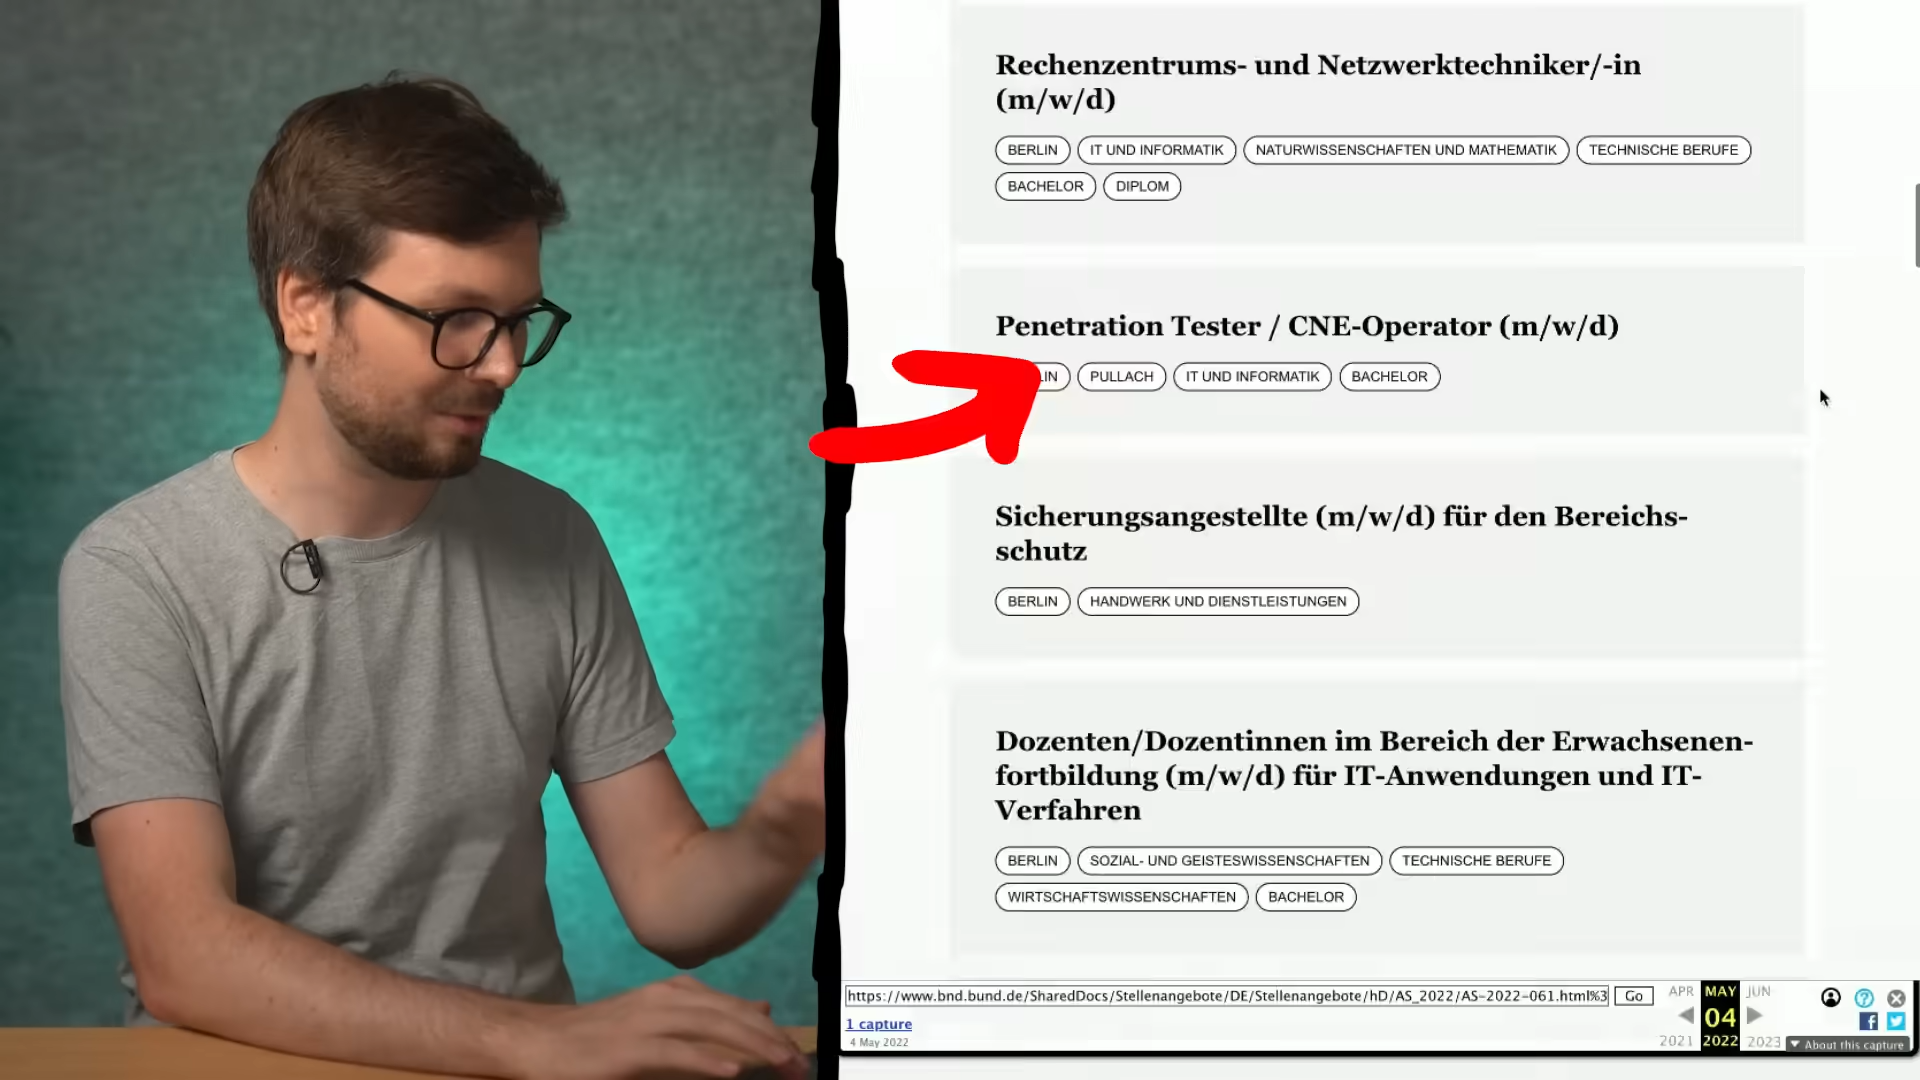 Rechenzentrums- und Netzwerktechniker/-in
(m/w/d)
BERLIN IT UND INFORMATIK NATURWISSENSCHAFTEN UND MATHEMATIK TECHNISCHE BERUFE
BACHELOR DIPLOM
Penetration Tester / CNE-Operator (m/w/d)
PULLACH IT UND INFORMATIK BACHELOR
Sicherungsangestellte (m/w/d) für den Bereichs-
schutz
BERLIN HANDWERK UND DIENSTLEISTUNGEN
Dozenten/Dozentinnen im Bereich der Erwachsenen-
fortbildung (m/w/d) für IT-Anwendungen und IT-
Verfahren
BERLIN SOZIAL- UND GEISTESWISSENSCHAFTEN TECHNISCHE BERUFE
WIRTSCHAFTSWISSENSCHAFTEN BACHELOR
https://www.bnd.bund.de/SharedDocs/Stellenangebote/DE/Stellenangebote/hD/AS_2022/AS-2022-061.html%3 Go
1 capture
4 May 2022
APR MAY JUN
04
2021 2022 2023
About this capture